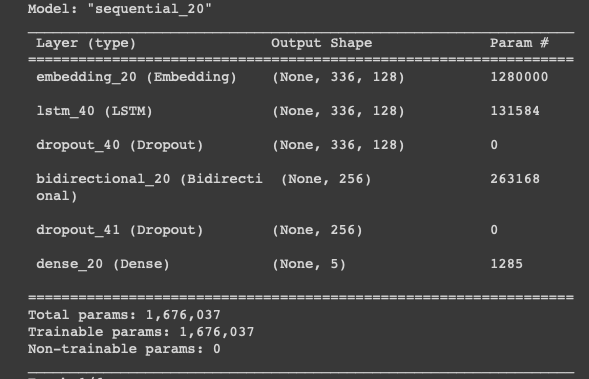 Model: "sequential_20"
Layer (type) Output Shape Param #
embedding_20 (Embedding) (None, 336, 128) 1280000
lstm_40 (LSTM) (None, 336, 128) 131584
dropout_40 (Dropout) (None, 336, 128) 0
bidirectional_20 (Bidirecti (None, 256) 263168
onal)
dropout_41 (Dropout) (None, 256) 0
dense_20 (Dense) (None, 5) 1285
Total params: 1,676,037
Trainable params: 1,676,037
Non-trainable params: 0